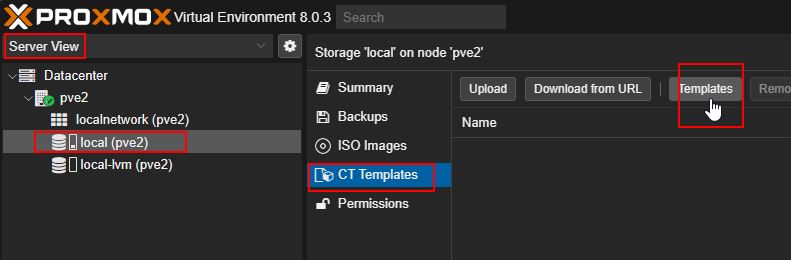 PROXMOX Virtual Environment 8.0.3 Search
Server View
Storage 'local' on node 'pve2'
Datacenter
pve2
localnetwork (pve2)
local (pve2)
local-lvm (pve2)
Summary
Backups
ISO Images
CT Templates
Permissions
Upload Download from URL Templates Remo
Name